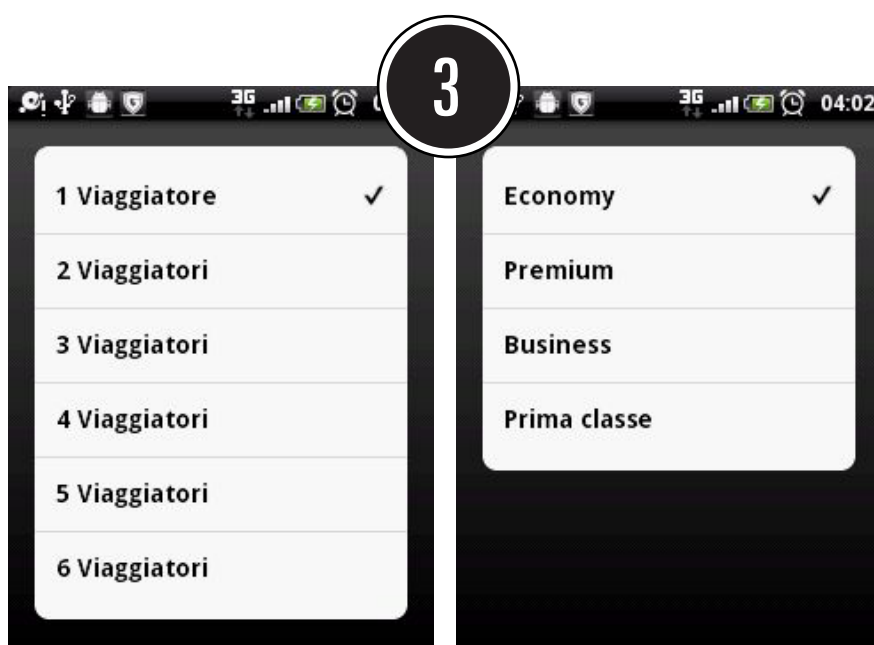 3
3G
1 Viaggiatore
2 Viaggiatori
3 Viaggiatori
4 Viaggiatori
5 Viaggiatori
6 Viaggiatori
3G 04:02
Economy
Premium
Business
Prima classe